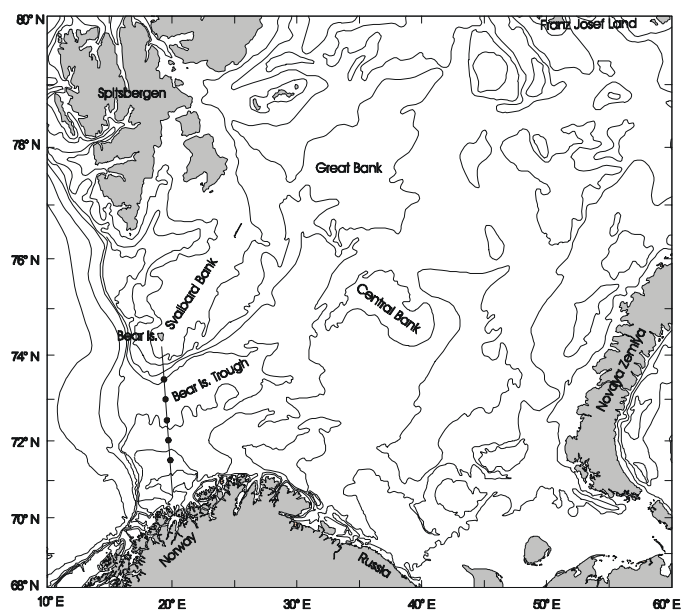 80° N
Franz Josef Land
Spitsbergen
78° N
Great Bank
76° N
Svalbard Bank
Central Bank
Bear Is.
74° N
Bear Is. Trough
Novaya Zemlya
72° N
70° N
Norway
Russia
68° N
10° E
20° E
30° E
40° E
50° E
60° E